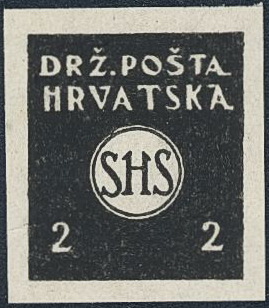 DRŽ. POŠTA
HRVATSKA
SHS
2 2